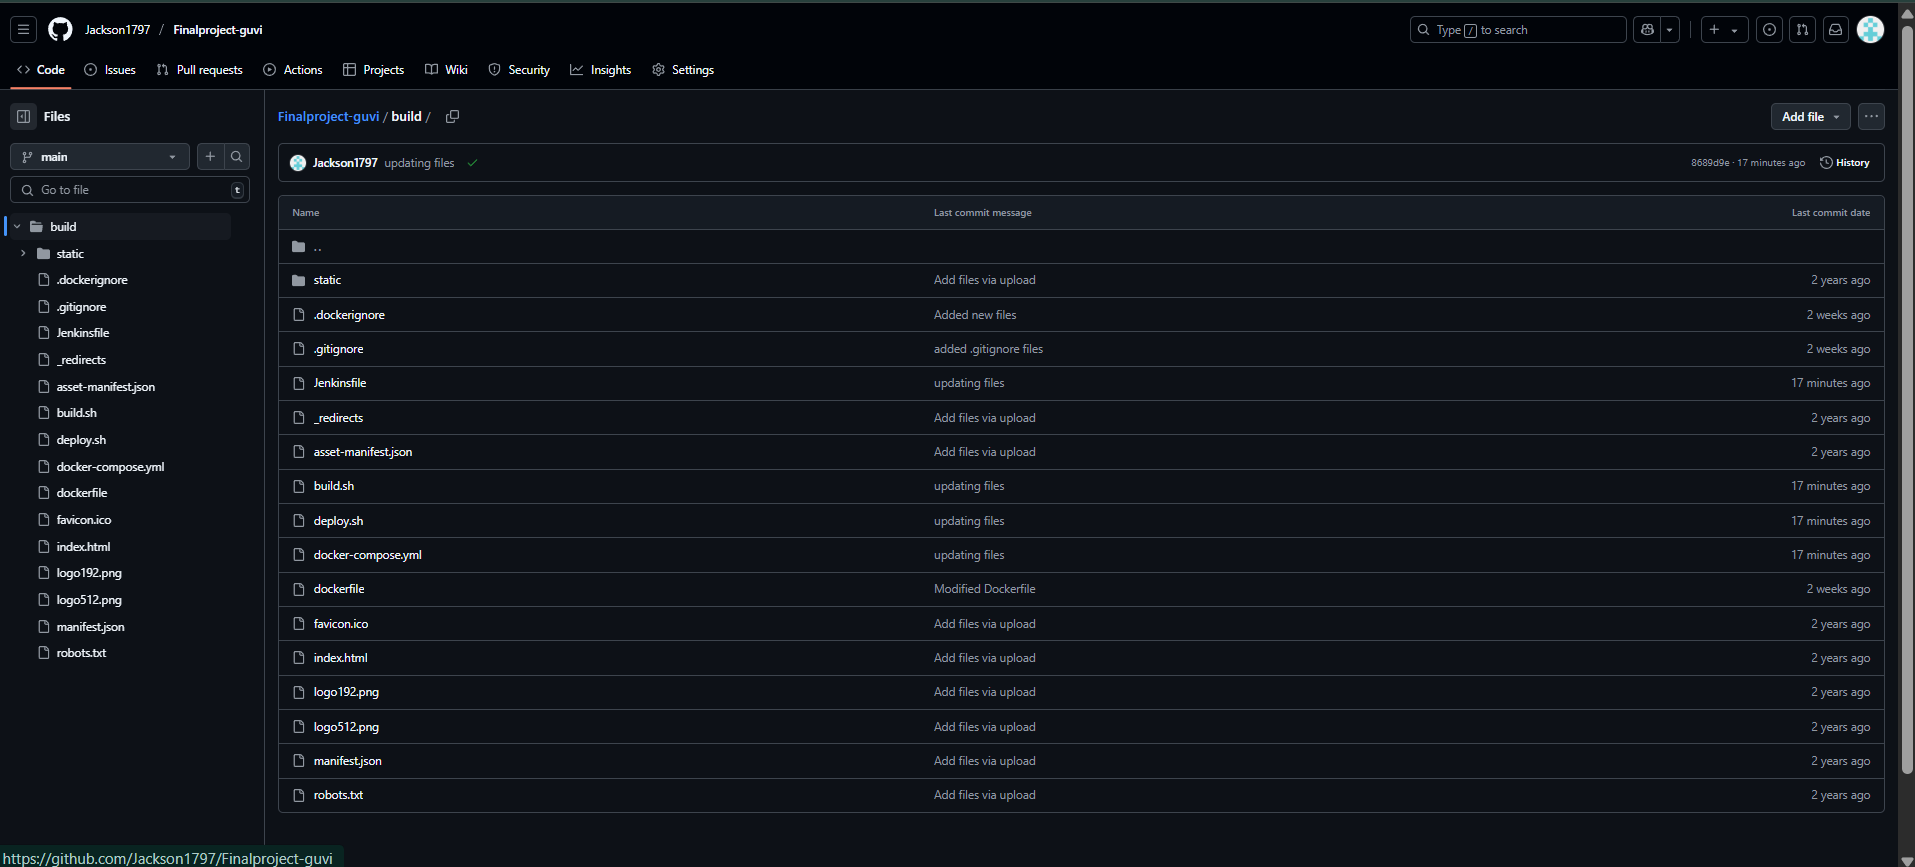 Jackson1797 / Finalproject-guvi
Type / to search
Code Issues Pull requests Actions Projects Wiki Security Insights Settings
Files
main
Go to file t
build
static
.dockerignore
.gitignore
Jenkinsfile
_redirects
asset-manifest.json
build.sh
deploy.sh
docker-compose.yml
dockerfile
favicon.ico
index.html
logo192.png
logo512.png
manifest.json
robots.txt
Finalproject-guvi / build /
Add file
Jackson1797 updating files
8689d9e · 17 minutes ago History
Name Last commit message Last commit date
..
static Add files via upload 2 years ago
.dockerignore Added new files 2 weeks ago
.gitignore added .gitignore files 2 weeks ago
Jenkinsfile updating files 17 minutes ago
_redirects Add files via upload 2 years ago
asset-manifest.json Add files via upload 2 years ago
build.sh updating files 17 minutes ago
deploy.sh updating files 17 minutes ago
docker-compose.yml updating files 17 minutes ago
dockerfile Modified Dockerfile 2 weeks ago
favicon.ico Add files via upload 2 years ago
index.html Add files via upload 2 years ago
logo192.png Add files via upload 2 years ago
logo512.png Add files via upload 2 years ago
manifest.json Add files via upload 2 years ago
robots.txt Add files via upload 2 years ago
https://github.com/Jackson1797/Finalproject-guvi